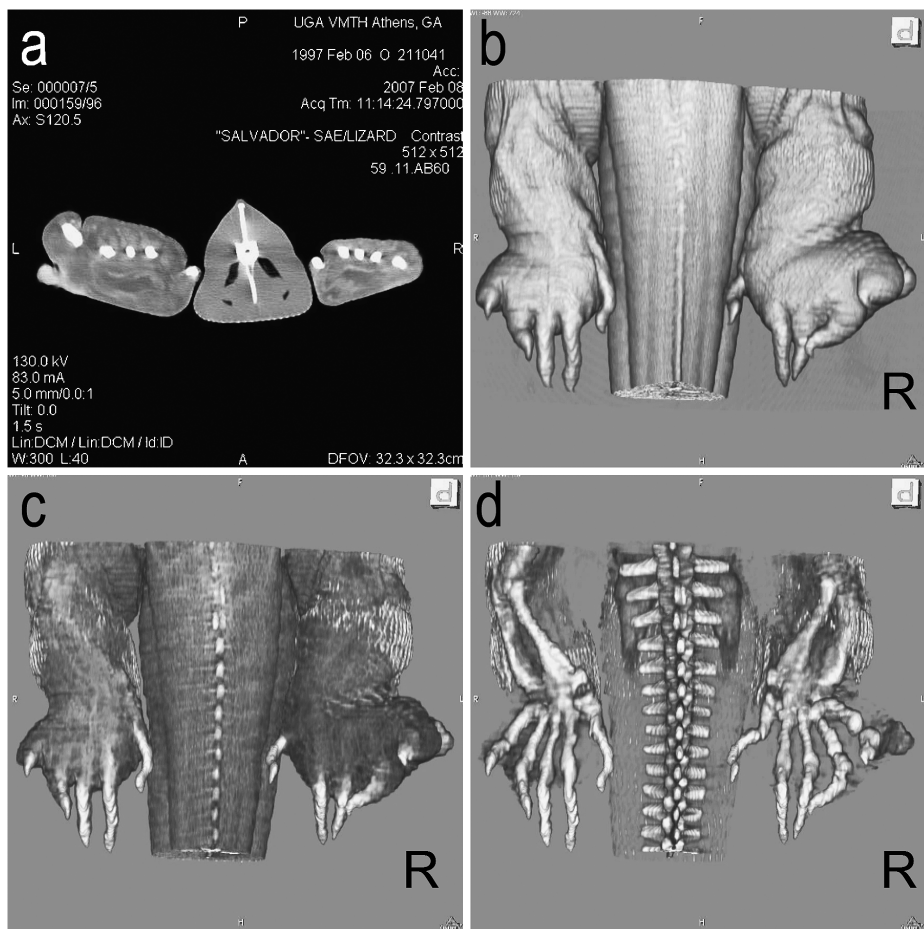 a
P
UGA VMTH Athens, GA
1997 Feb 06 O 211041
Acc:
2007 Feb 08
Acq Tm: 11:14:24.797000
Se: 000007/5
Im: 000159/96
Ax: S120.5
"SALVADOR"- SAE/LIZARD Contrast
512 x 512
59 .11.AB60
L
R
130.0 kV
83.0 mA
5.0 mm/0.0:1
Tilt: 0.0
1.5 s
Lin:DCM / Lin:DCM / Id:ID
W:300 L:40
A
DFOV: 32.3 x 32.3cm
b
F
R
L
R
H
c
F
R
L
R
H
d
F
R
L
R
H